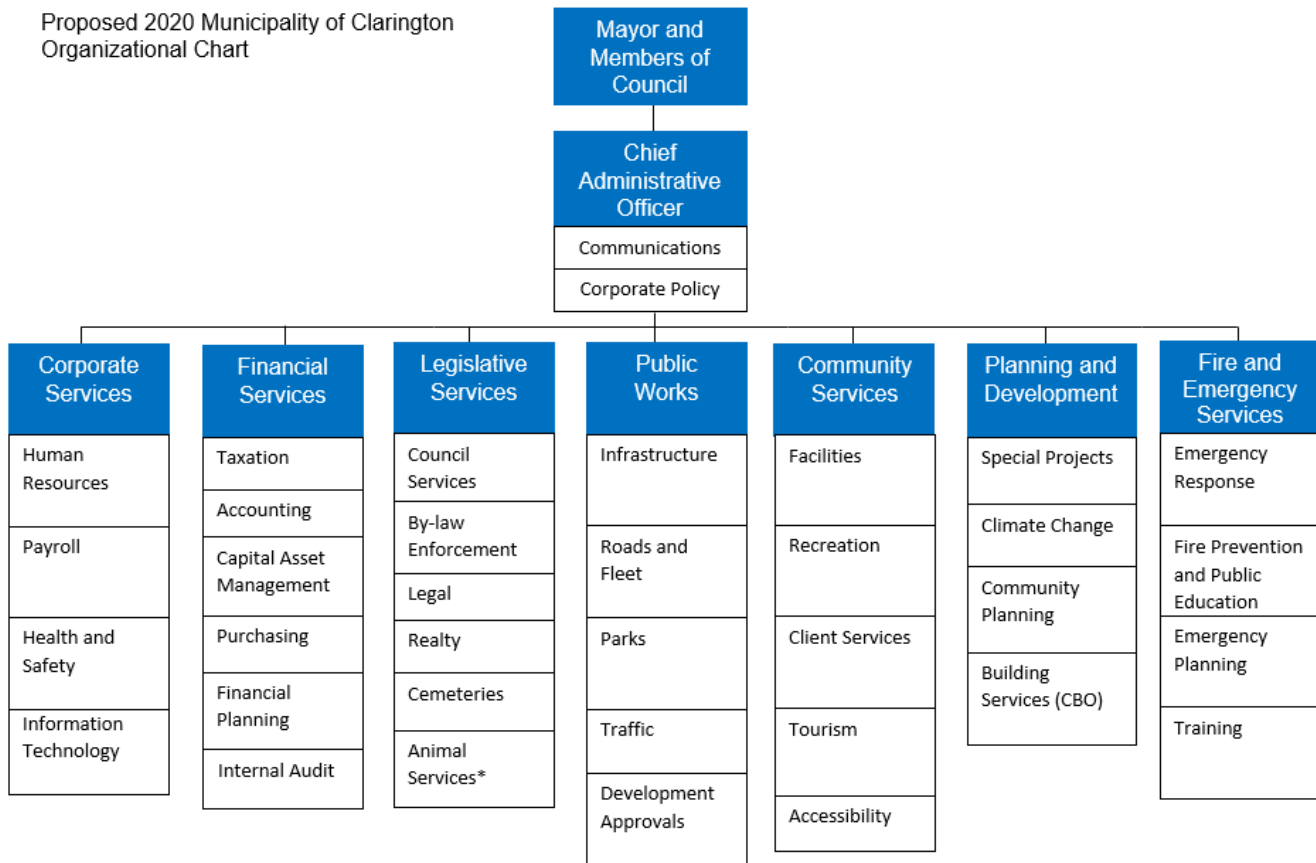 Proposed 2020 Municipality of Clarington
Organizational Chart
Mayor and
Members of
Council
Chief
Administrative
Officer
Communications
Corporate Policy
Corporate
Services
Human
Resources
Payroll
Health and
Safety
Information
Technology
Financial
Services
Taxation
Accounting
Capital Asset
Management
Purchasing
Financial
Planning
Internal Audit
Legislative
Services
Council
Services
By-law
Enforcement
Legal
Realty
Cemeteries
Animal
Services*
Public
Works
Infrastructure
Roads and
Fleet
Parks
Traffic
Development
Approvals
Community
Services
Facilities
Recreation
Client Services
Tourism
Accessibility
Planning and
Development
Special Projects
Climate Change
Community
Planning
Building
Services (CBO)
Fire and
Emergency
Services
Emergency
Response
Fire Prevention
and Public
Education
Emergency
Planning
Training